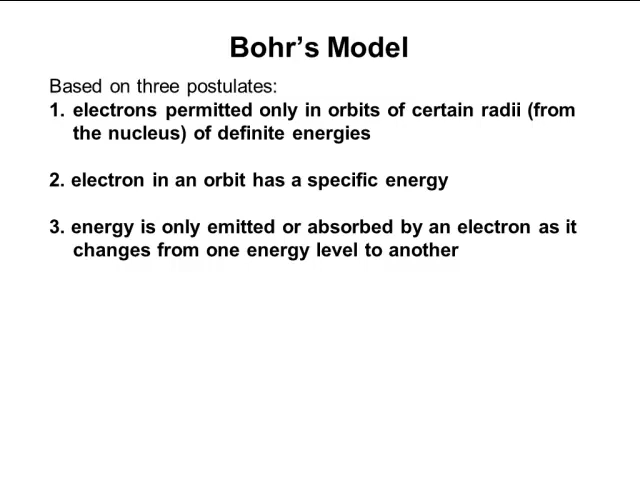 Bohr’s Model
Based on three postulates:
1. electrons permitted only in orbits of certain radii (from
the nucleus) of definite energies
2. electron in an orbit has a specific energy
3. energy is only emitted or absorbed by an electron as it
changes from one energy level to another